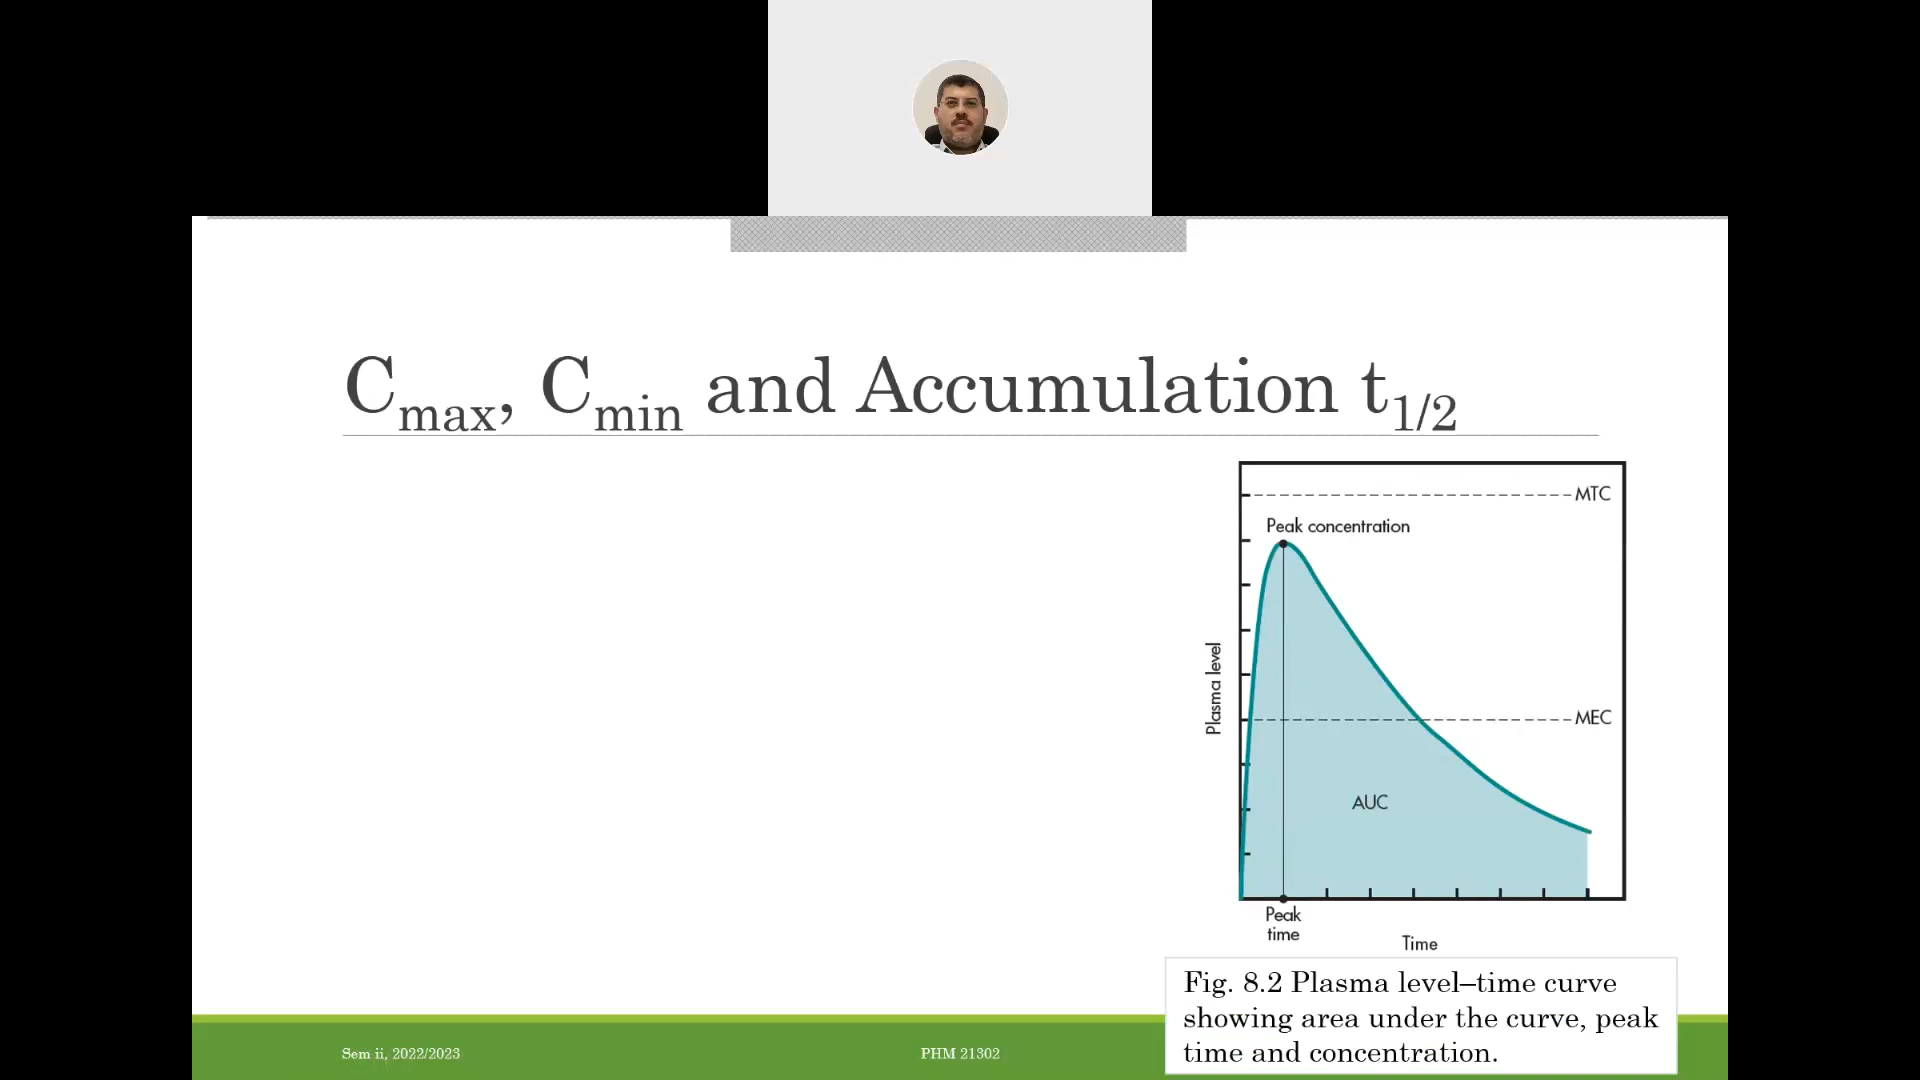 Cmax, Cmin and Accumulation t1/2
MTC
Peak concentration
Plasma level
MEC
AUC
Peak
time
Time
Fig. 8.2 Plasma level–time curve
showing area under the curve, peak
time and concentration.
Sem ii, 2022/2023
PHM 21302